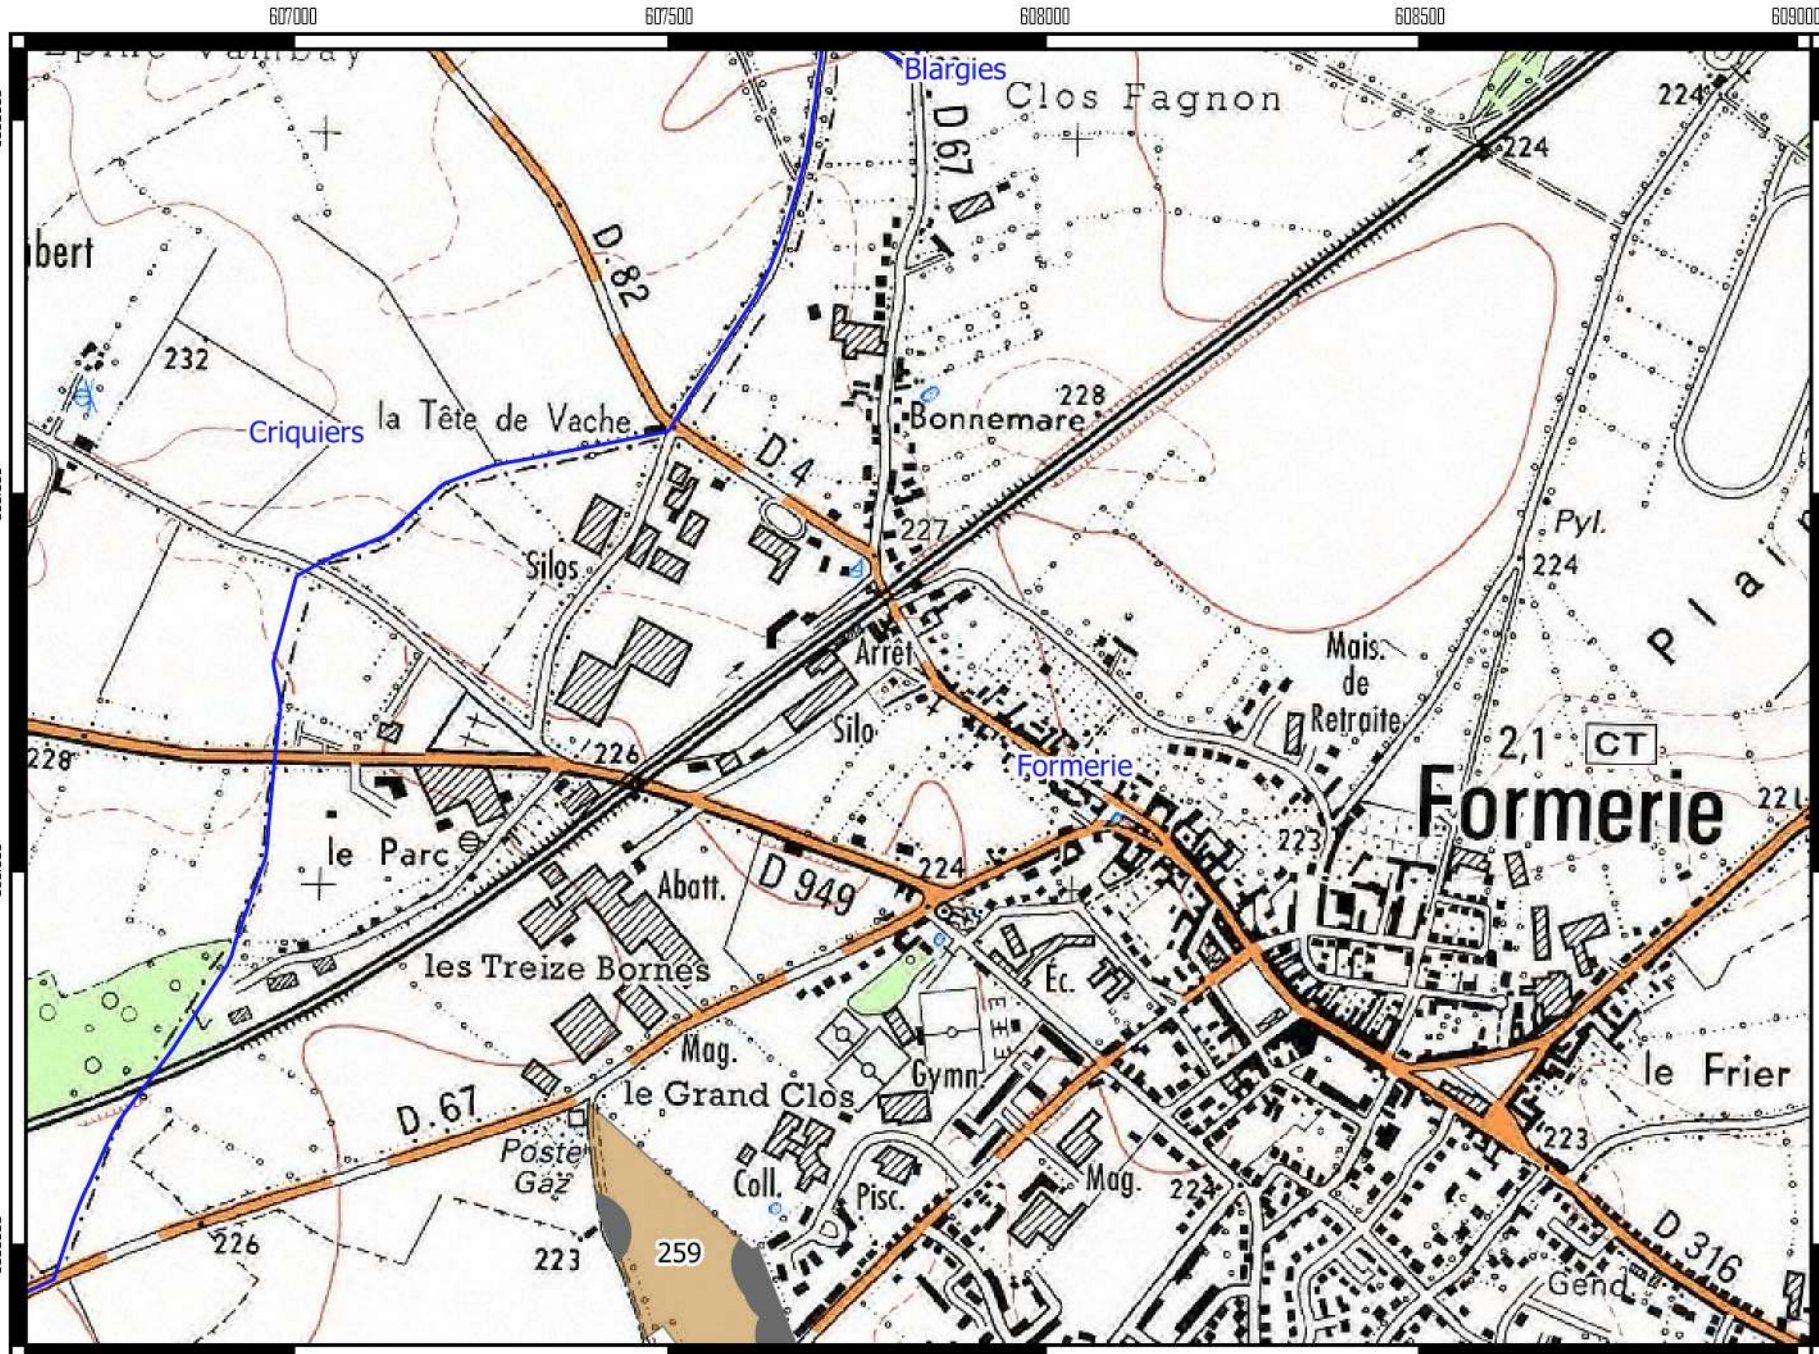 607000
607500
608000
608500
609000
Blargies
Clos Fagnon
224
D 67
224
D 82
232
228
Criquiers
la Tête de Vache
Bonnemare
D 4
227
Pyl.
Silos
224
Arrêt
Mais.
de
Retraite
Silo
2,1
CT
228
226
Formerie
Formerie
223
le Parc
224
Abatt.
D 949
les Treize Bornes
Éc.
Mag.
Gymn.
le Frier
le Grand Clos
D. 67
223
Poste
Gaz
Coll.
Pisc.
Mag.
224
226
223
259
D 316
Gend.